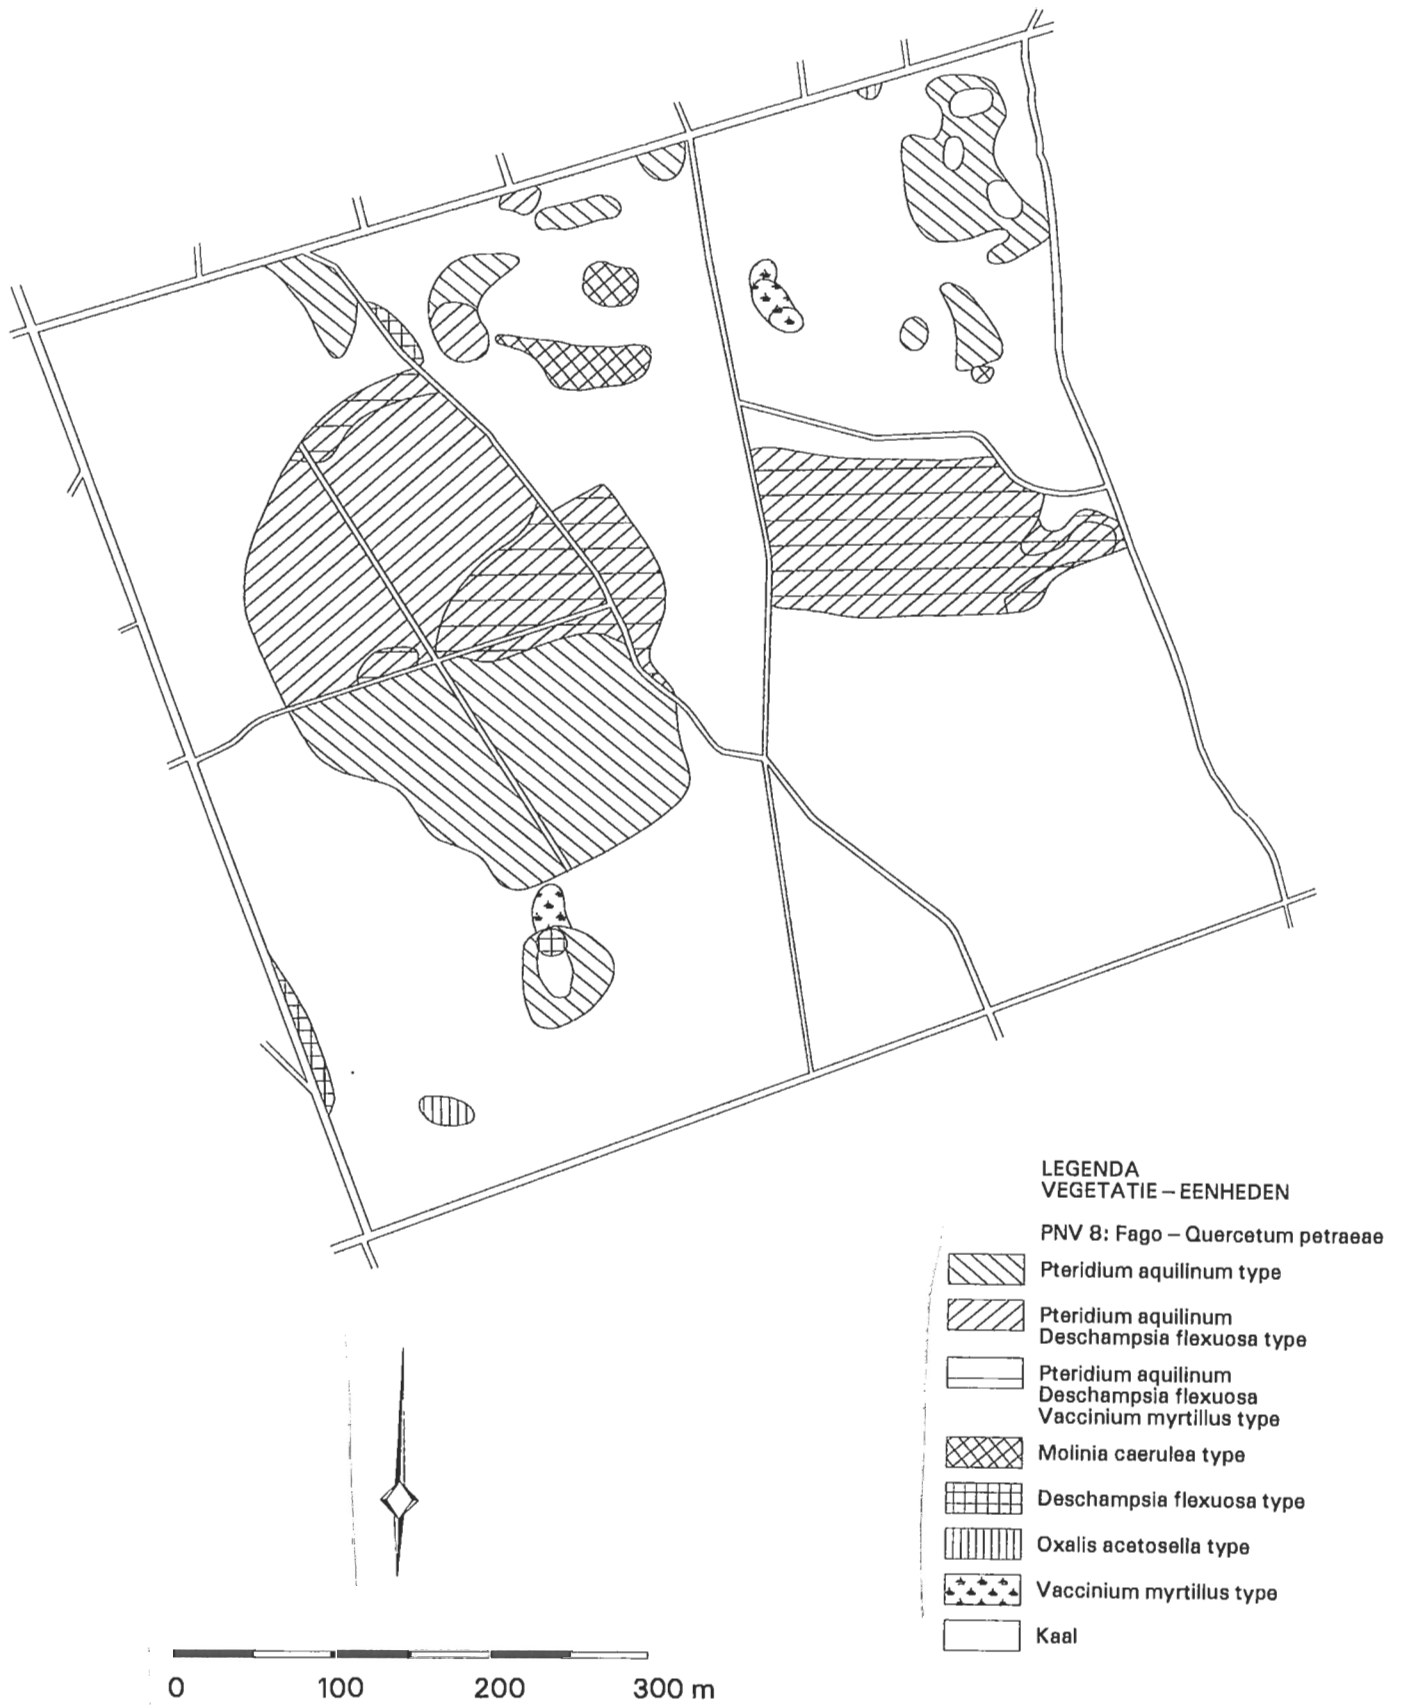 LEGENDA
VEGETATIE – EENHEDEN
PNV 8: Fago – Quercetum petraeae
Pteridium aquilinum type
Pteridium aquilinum
Deschampsia flexuosa type
Pteridium aquilinum
Deschampsia flexuosa
Vaccinium myrtillus type
Molinia caerulea type
Deschampsia flexuosa type
Oxalis acetoselia type
Vaccinium myrtillus type
Kaal
0 100 200 300 m